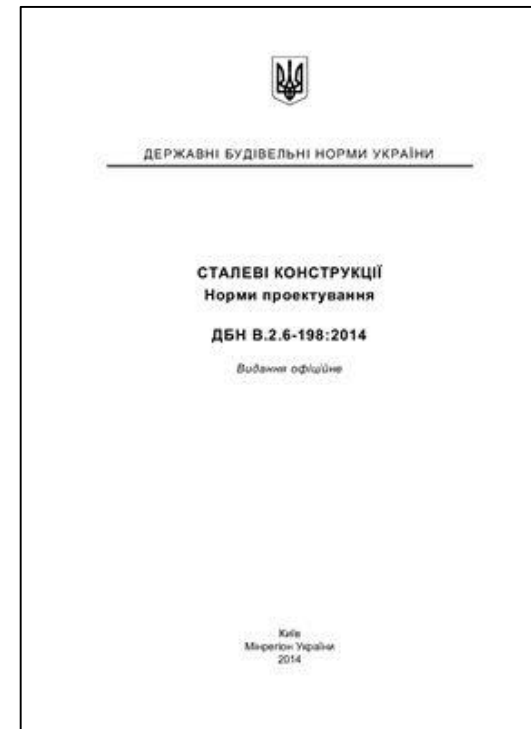 ДЕРЖАВНІ БУДІВЕЛЬНІ НОРМИ УКРАЇНИ
СТАЛЕВІ КОНСТРУКЦІЇ
Норми проектування
ДБН В.2.6-198:2014
Видання офіційне
Київ
Мінрегіон України
2014